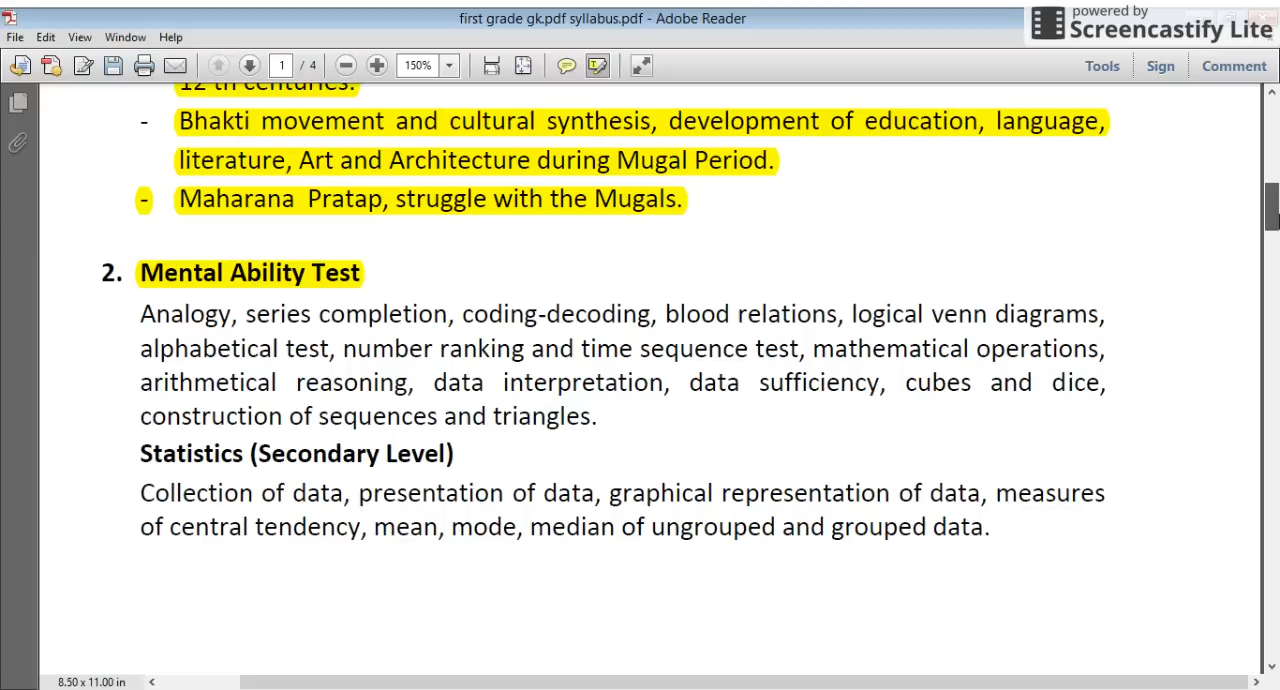 first grade gk.pdf syllabus.pdf - Adobe Reader
powered by
Screencastify Lite
File Edit View Window Help
1 / 4 150% Tools Sign Comment
12 th centuries.
- Bhakti movement and cultural synthesis, development of education, language,
literature, Art and Architecture during Mugal Period.
- Maharana Pratap, struggle with the Mugals.
2. Mental Ability Test
Analogy, series completion, coding-decoding, blood relations, logical venn diagrams,
alphabetical test, number ranking and time sequence test, mathematical operations,
arithmetical reasoning, data interpretation, data sufficiency, cubes and dice,
construction of sequences and triangles.
Statistics (Secondary Level)
Collection of data, presentation of data, graphical representation of data, measures
of central tendency, mean, mode, median of ungrouped and grouped data.
8.50 x 11.00 in